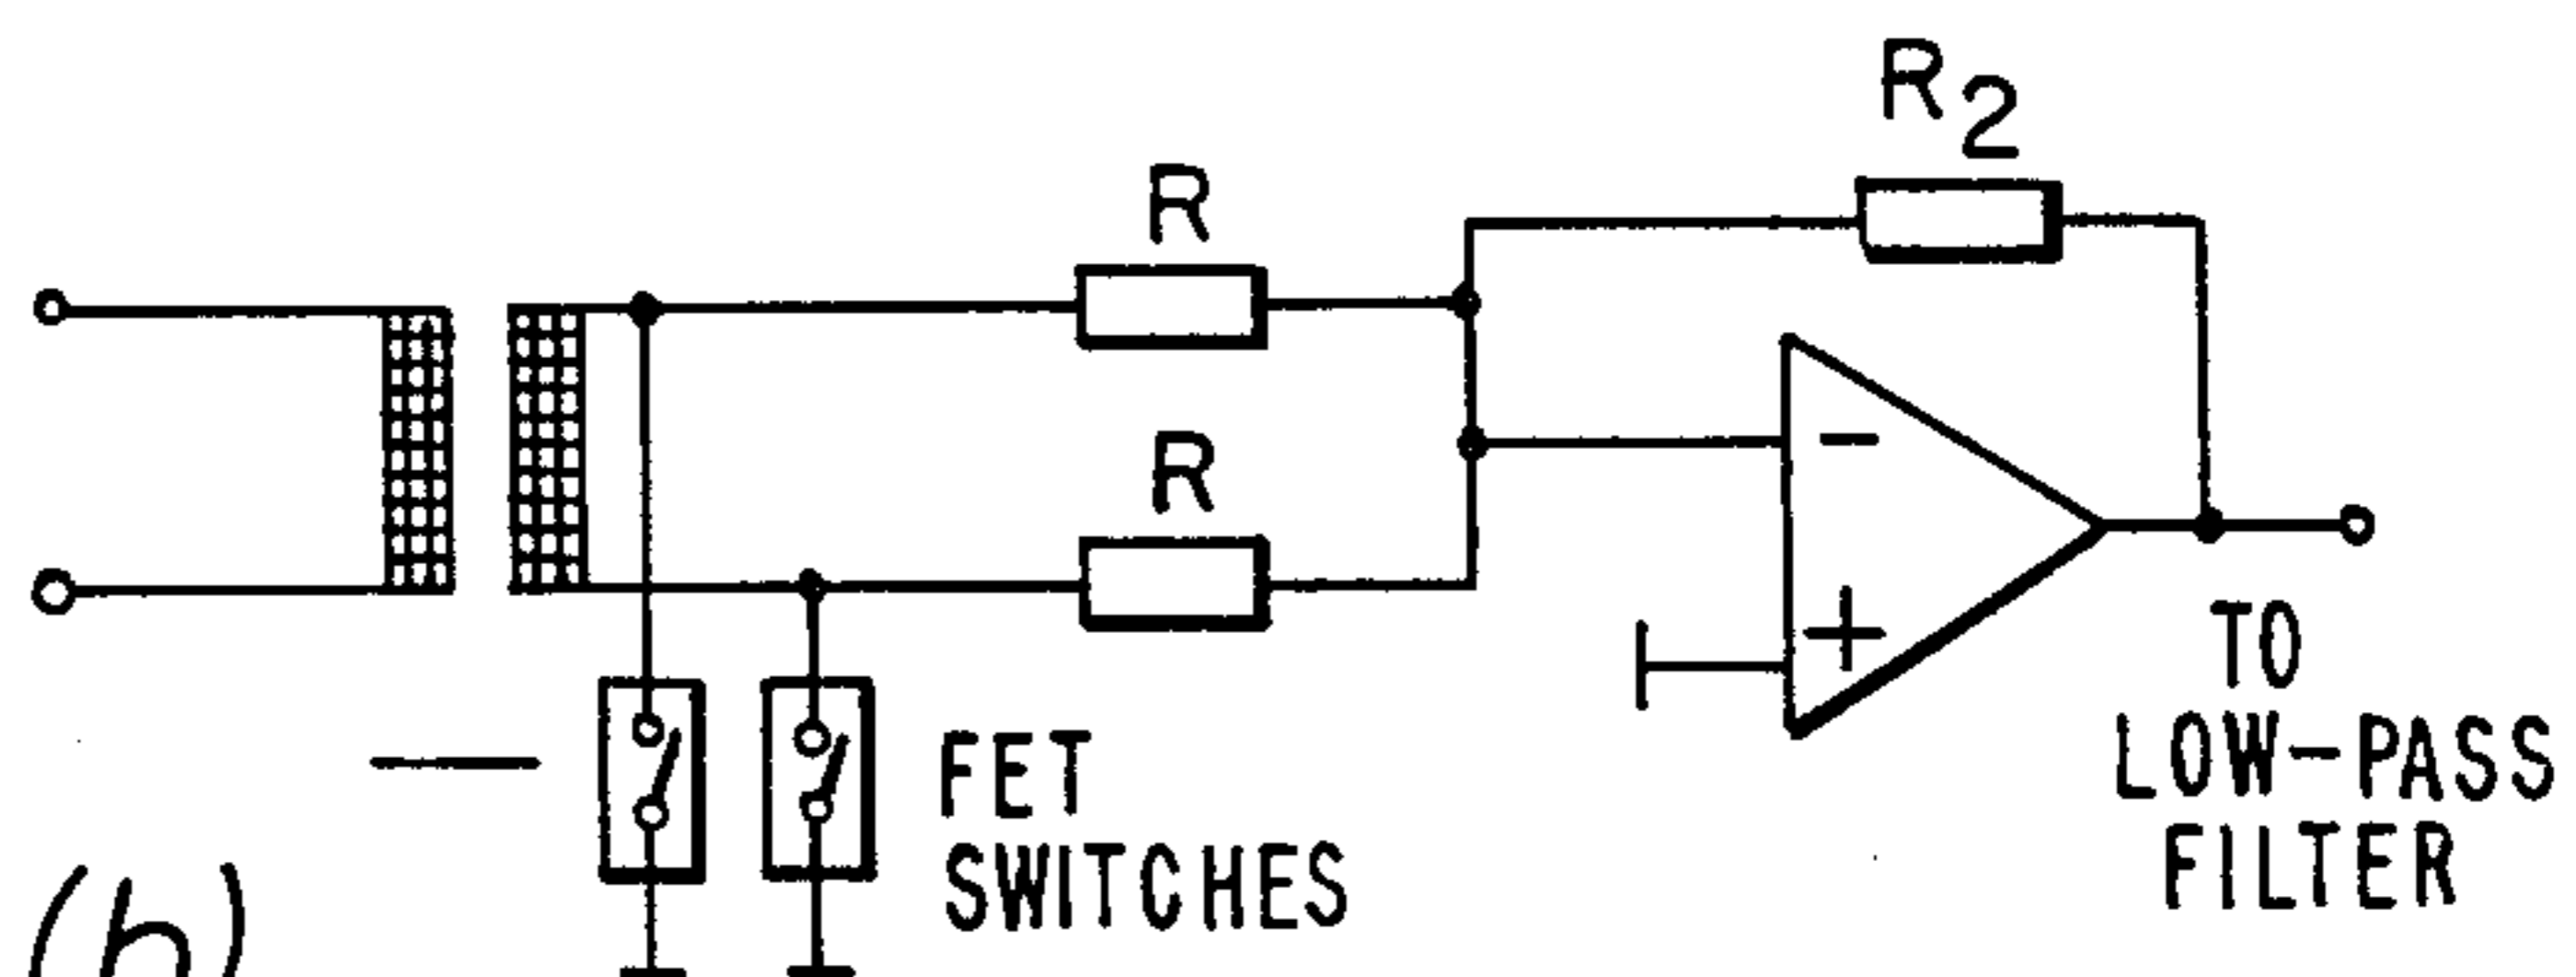 R2
R
R
-
+
FET
SWITCHES
TO
LOW-PASS
FILTER